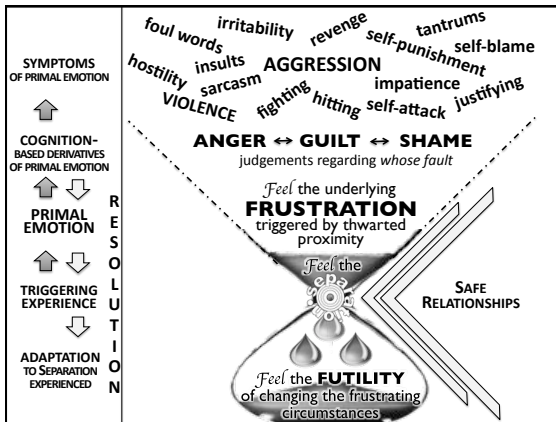 SYMPTOMS
OF PRIMAL EMOTION
COGNITION-
BASED DERIVATIVES
OF PRIMAL EMOTION
PRIMAL
EMOTION
TRIGGERING
EXPERIENCE
ADAPTATION
TO SEPARATION
EXPERIENCED
RESOLUTION
foul words
irritability
revenge
tantrums
self-punishment
self-blame
hostility
insults
sarcasm
AGGRESSION
impatience
justifying
VIOLENCE
fighting
hitting
self-attack
ANGER ↔ GUILT ↔ SHAME
judgements regarding whose fault
Feel the underlying
FRUSTRATION
triggered by thwarted
proximity
Feel the
separation
Feel the FUTILITY
of changing the frustrating
circumstances
SAFE
RELATIONSHIPS